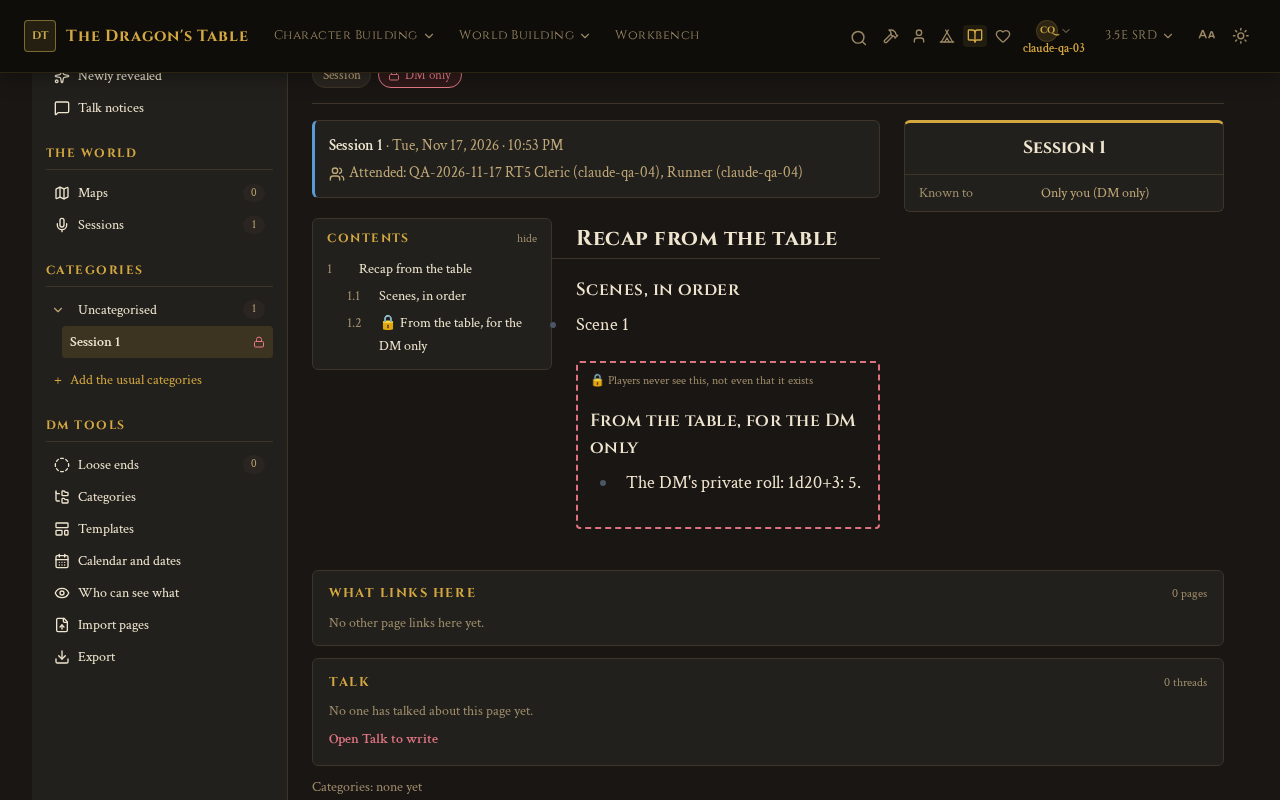 DT The Dragon's Table Character Building World Building Workbench CQ claude-qa-03 3.5E SRD AA
Newly revealed
Talk notices
THE WORLD
Maps 0
Sessions 1
CATEGORIES
Uncategorised 1
Session 1
+ Add the usual categories
DM TOOLS
Loose ends 0
Categories
Templates
Calendar and dates
Who can see what
Import pages
Export
Session DM only
Session 1 · Tue, Nov 17, 2026 · 10:53 PM
Attended: QA-2026-11-17 RT5 Cleric (claude-qa-04), Runner (claude-qa-04)
CONTENTS hide
1 Recap from the table
1.1 Scenes, in order
1.2 🔒 From the table, for the
DM only
Recap from the table
Scenes, in order
Scene 1
🔒 Players never see this, not even that it exists
From the table, for the DM
only
The DM's private roll: 1d20+3: 5.
Session 1
Known to Only you (DM only)
WHAT LINKS HERE 0 pages
No other page links here yet.
TALK 0 threads
No one has talked about this page yet.
Open Talk to write
Categories: none yet